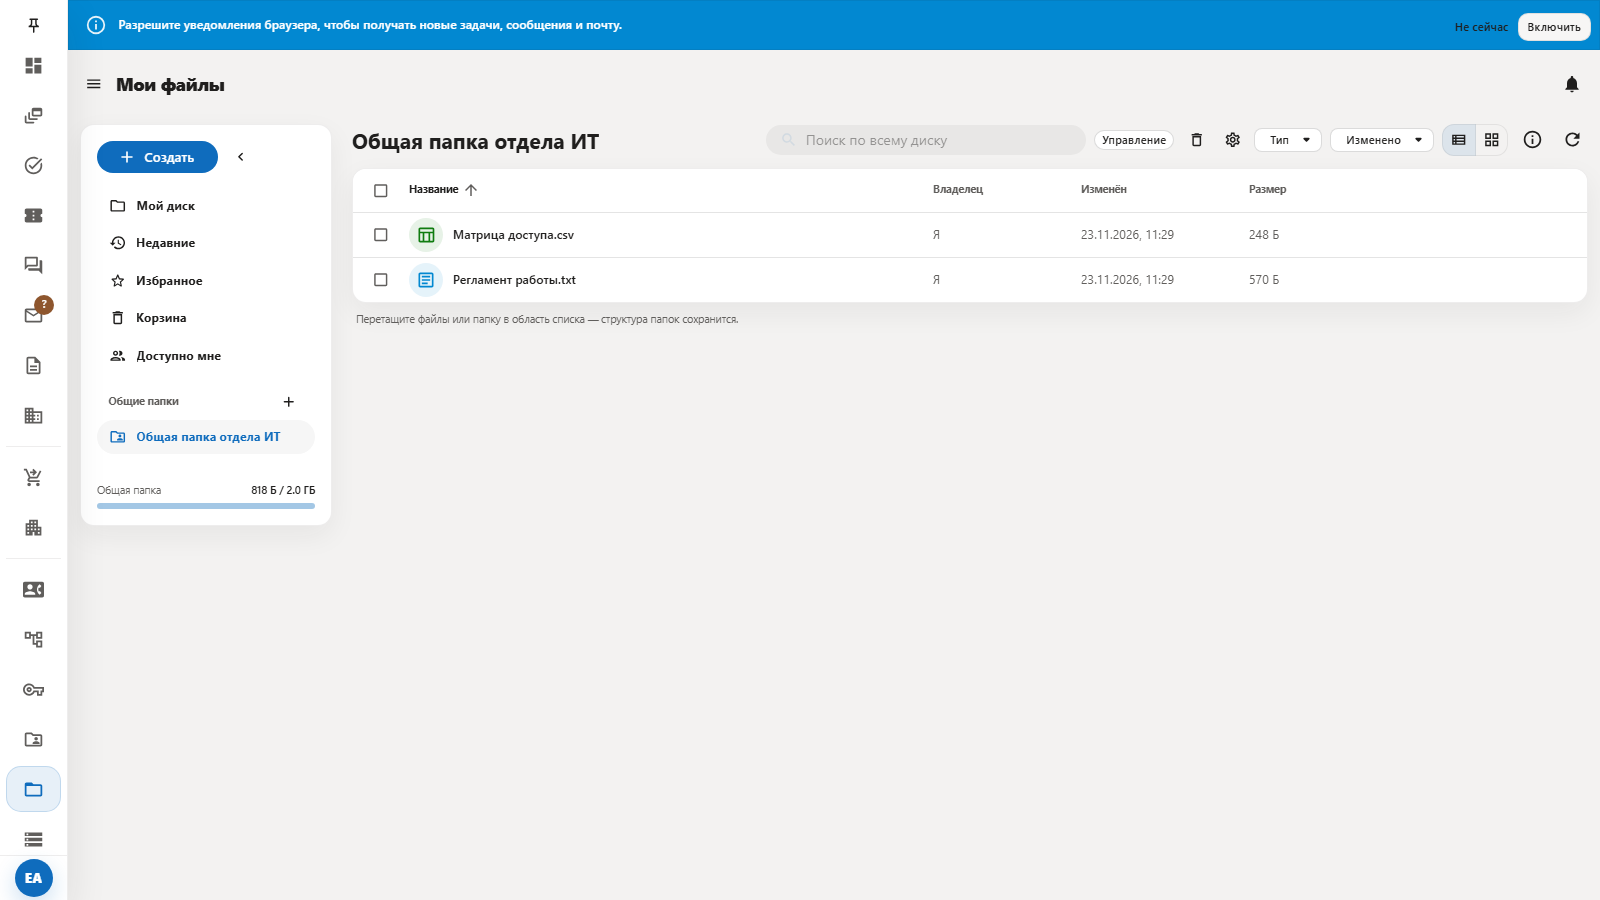 Разрешите уведомления браузера, чтобы получать новые задачи, сообщения и почту.
Не сейчас
Включить
Мои файлы
Создать
Мой диск
Недавние
Избранное
Корзина
Доступно мне
Общие папки
Общая папка отдела ИТ
Общая папка
818 Б / 2.0 ГБ
Общая папка отдела ИТ
Поиск по всему диску
Управление
Тип
Изменено
Название
Владелец
Изменён
Размер
Матрица доступа.csv
Я
23.11.2026, 11:29
248 Б
Регламент работы.txt
Я
23.11.2026, 11:29
570 Б
Перетащите файлы или папку в область списка — структура папок сохранится.
?
EA